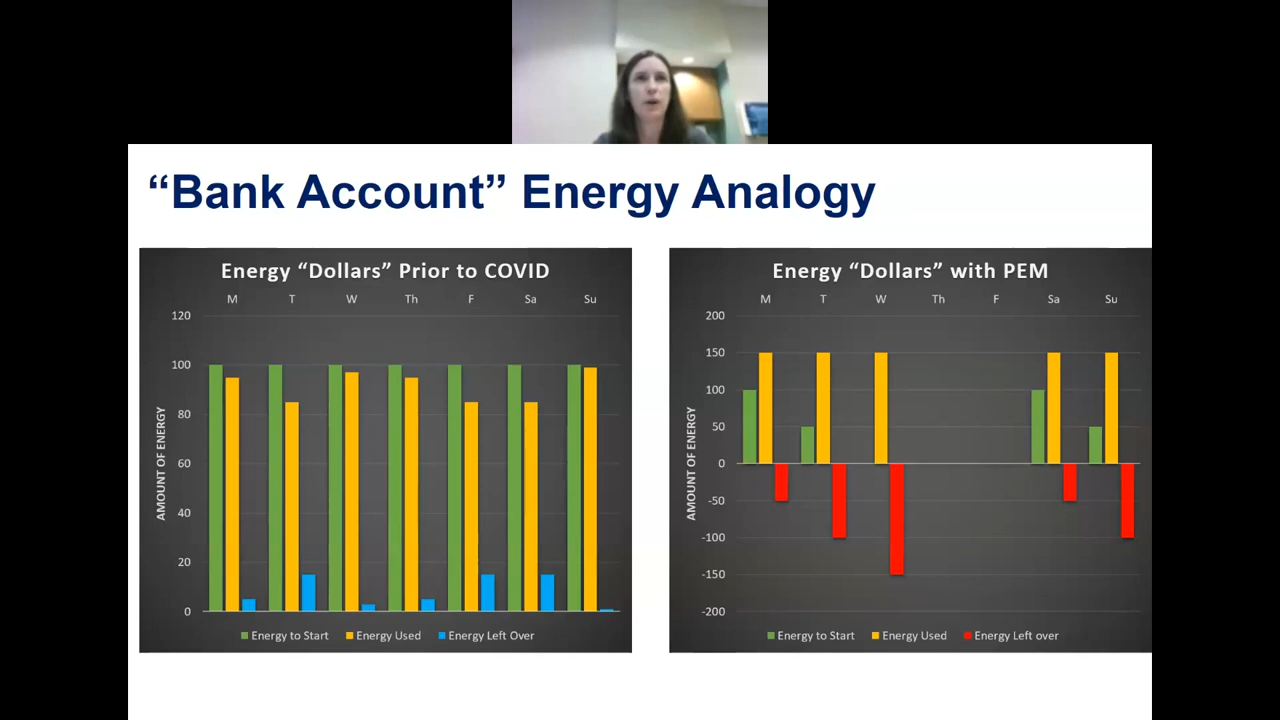 “Bank Account” Energy Analogy
Energy “Dollars” Prior to COVID
M T W Th F Sa Su
120
100
80
60
40
20
0
AMOUNT OF ENERGY
Energy to Start Energy Used Energy Left Over
Energy “Dollars” with PEM
M T W Th F Sa Su
200
150
100
50
0
-50
-100
-150
-200
AMOUNT OF ENERGY
Energy to Start Energy Used Energy Left over